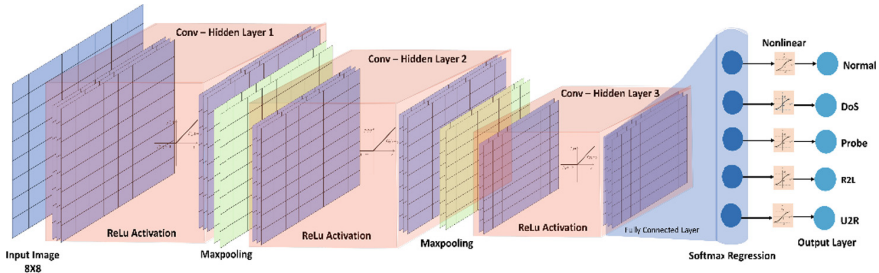 Conv – Hidden Layer 1
Conv – Hidden Layer 2
Conv – Hidden Layer 3
Nonlinear
Normal
DoS
Probe
R2L
U2R
ReLu Activation
ReLu Activation
ReLu Activation
Fully Connected Layer
Input Image
8X8
Maxpooling
Maxpooling
Softmax Regression
Output Layer